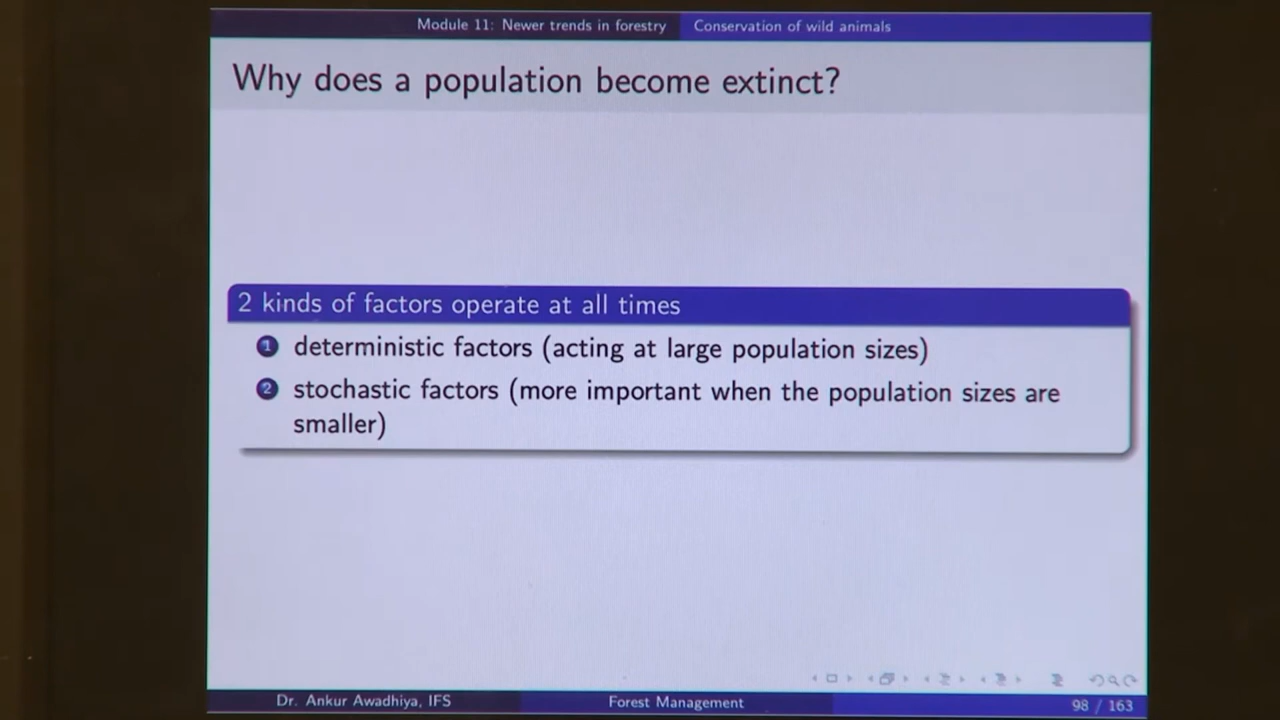 Module 11: Newer trends in forestry Conservation of wild animals
Why does a population become extinct?
2 kinds of factors operate at all times
1 deterministic factors (acting at large population sizes)
2 stochastic factors (more important when the population sizes are
smaller)
Dr. Ankur Awadhiya, IFS Forest Management 98 / 163